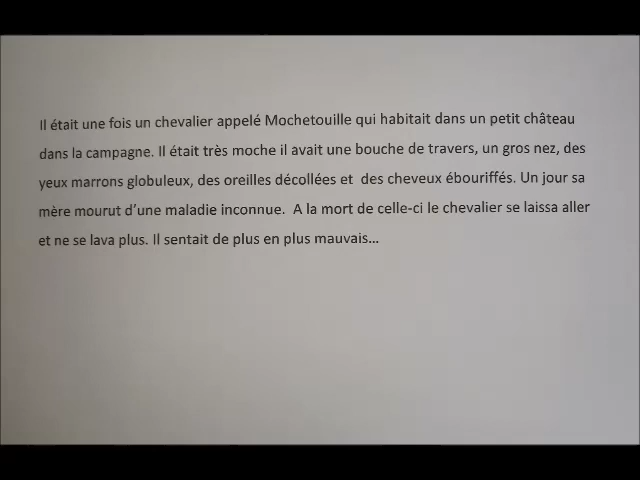 Il était une fois un chevalier appelé Mochetouille qui habitait dans un petit château
dans la campagne. Il était très moche il avait une bouche de travers, un gros nez, des
yeux marrons globuleux, des oreilles décollées et  des cheveux ébouriffés. Un jour sa
mère mourut d’une maladie inconnue.  A la mort de celle-ci le chevalier se laissa aller
et ne se lava plus. Il sentait de plus en plus mauvais…